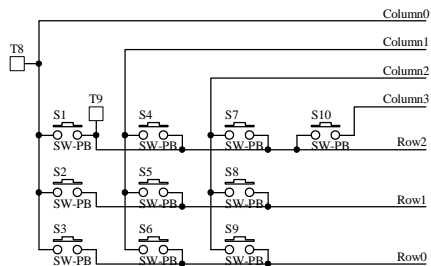 Column0
Column1
T8
Column2
T9
Column3
S1 S4 S7 S10
SW-PB SW-PB SW-PB SW-PB Row2
S2 S5 S8
SW-PB SW-PB SW-PB Row1
S3 S6 S9
SW-PB SW-PB SW-PB Row0